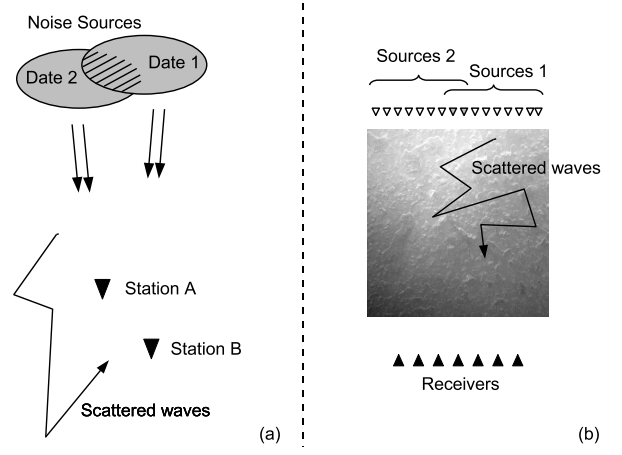 Noise Sources
Date 1
Date 2
Station A
Station B
Scattered waves
(a)
Sources 2
Sources 1
Scattered waves
Receivers
(b)